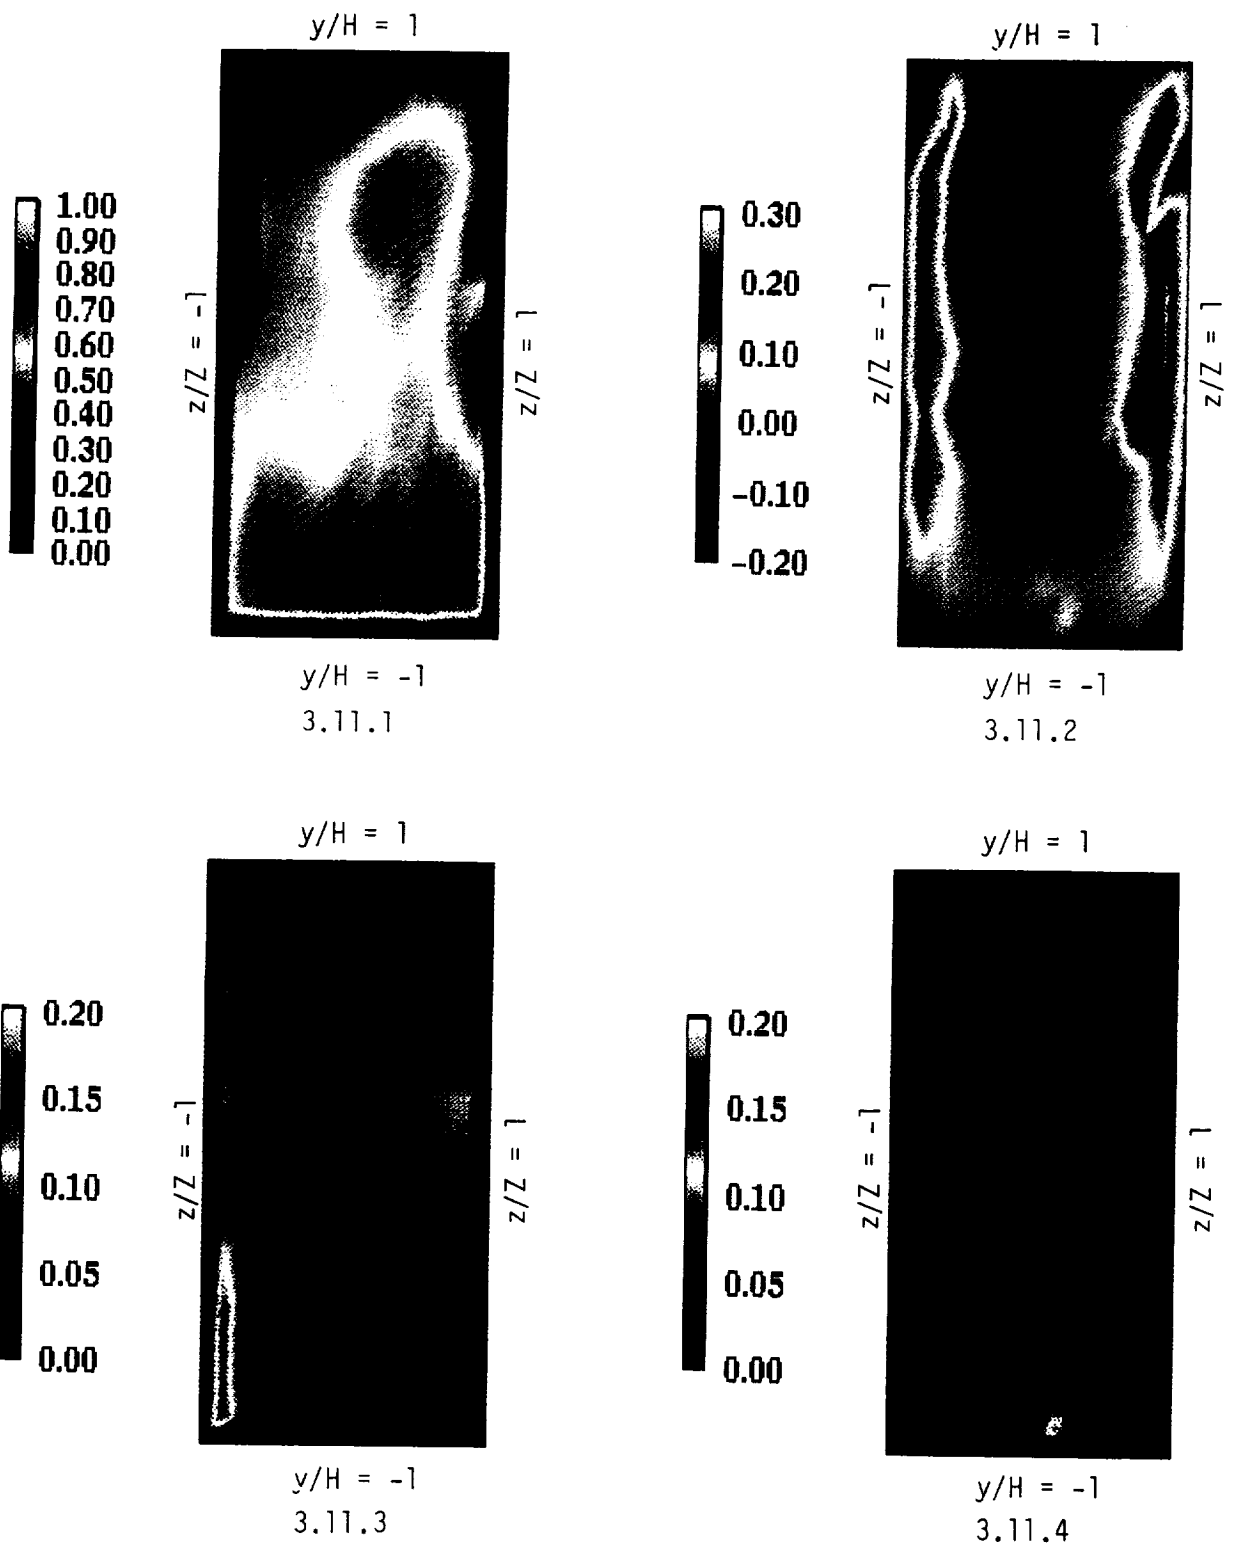 y/H = 1
1.00
0.90
0.80
0.70
0.60
0.50
0.40
0.30
0.20
0.10
0.00
z/Z = -1
z/Z = 1
y/H = -1
3.11.1
y/H = 1
0.30
0.20
0.10
0.00
-0.10
-0.20
z/Z = -1
z/Z = 1
y/H = -1
3.11.2
y/H = 1
0.20
0.15
0.10
0.05
0.00
z/Z = -1
z/Z = 1
y/H = -1
3.11.3
y/H = 1
0.20
0.15
0.10
0.05
0.00
z/Z = -1
z/Z = 1
y/H = -1
3.11.4